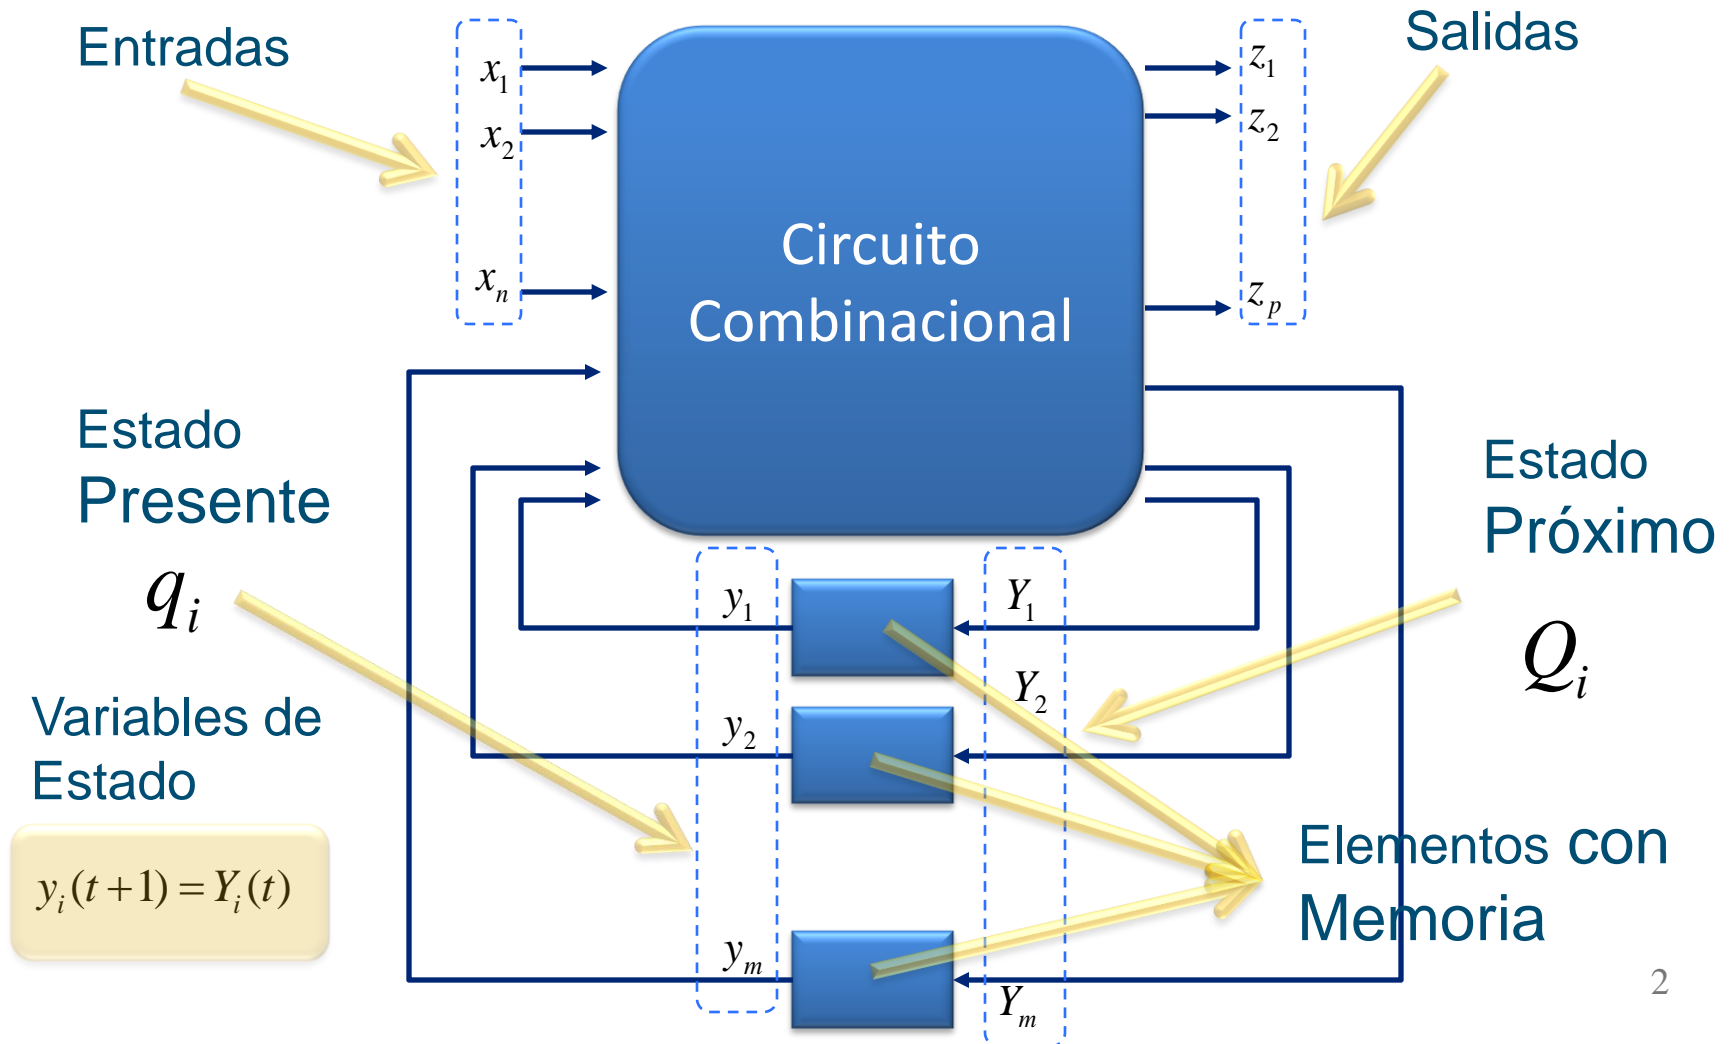 Entradas
Salidas
x₁
x₂
xₙ
z₁
z₂
z_p
Circuito
Combinacional
Estado
Presente
qᵢ
Estado
Próximo
Qᵢ
Variables de
Estado
yᵢ(t+1) = Yᵢ(t)
y₁
Y₁
y₂
Y₂
yₘ
Yₘ
Elementos con
Memoria
2